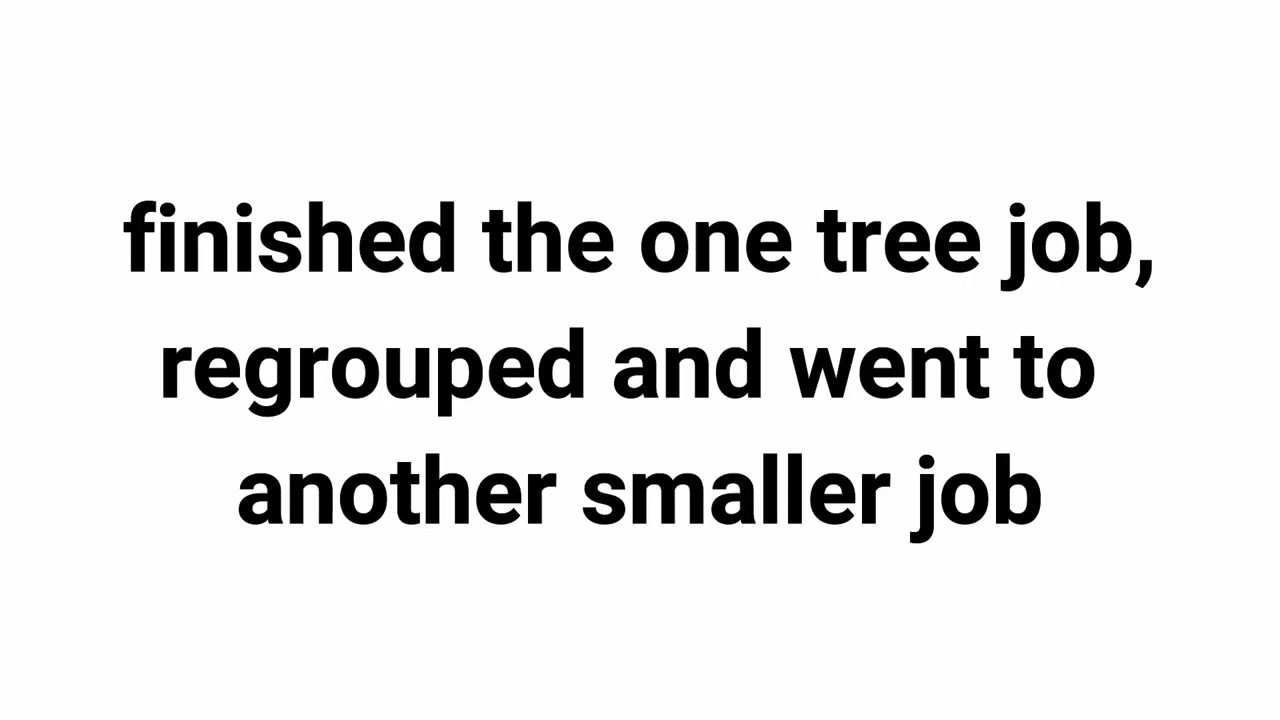 finished the one tree job,
regrouped and went to
another smaller job